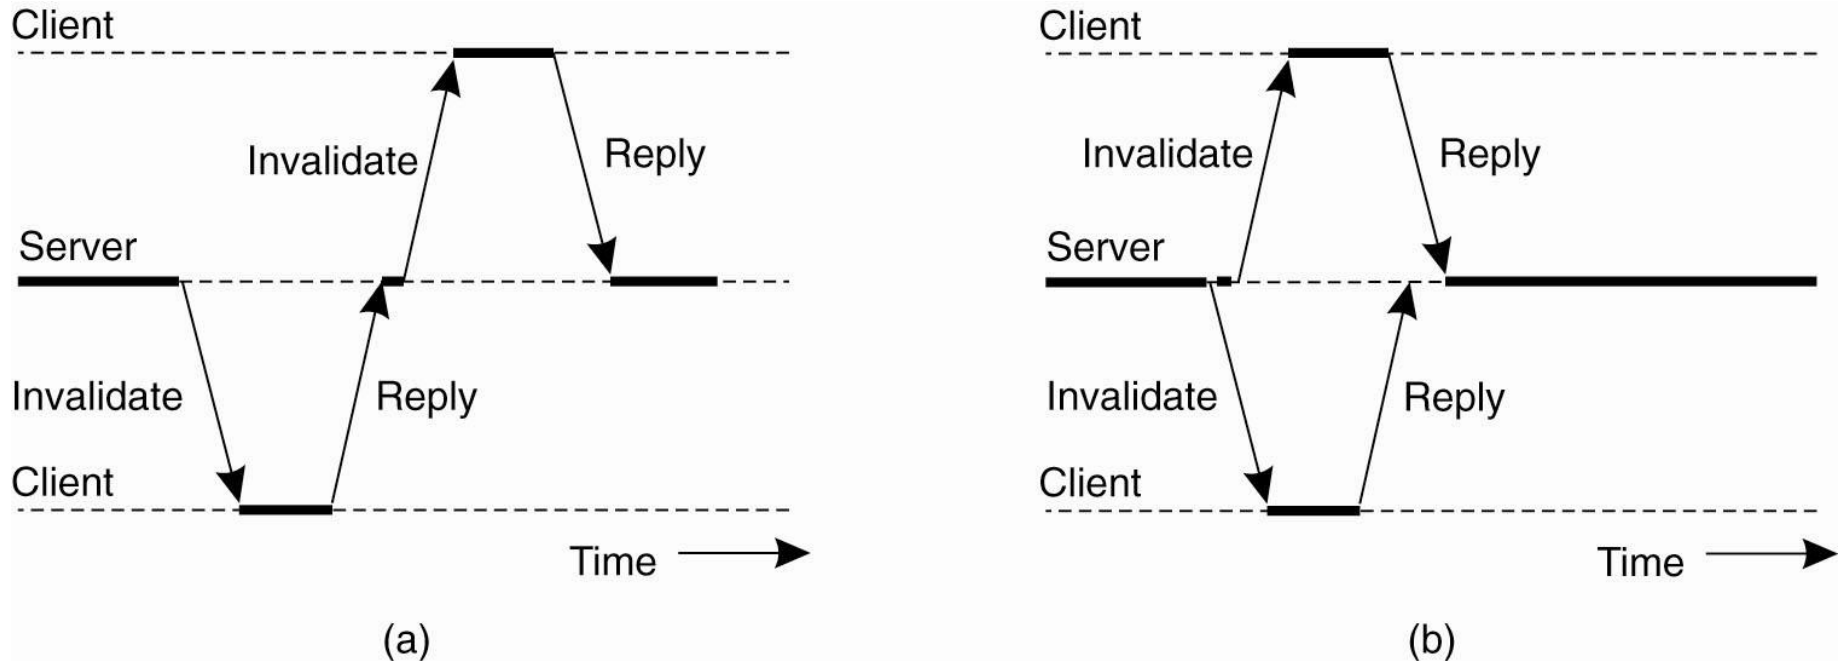 Client
Invalidate
Reply
Server
Invalidate
Reply
Client
Time
(a)
Client
Invalidate
Reply
Server
Invalidate
Reply
Client
Time
(b)